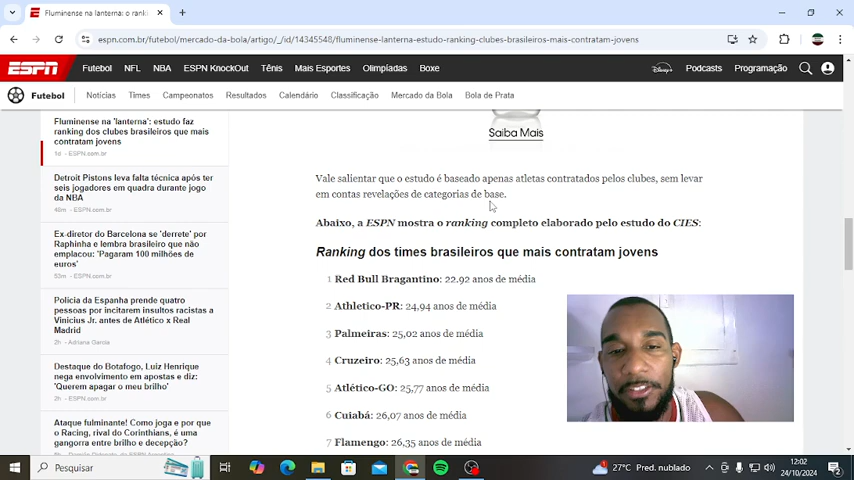 Fluminense na lanterna: o ranki
espn.com.br/futebol/mercado-da-bola/artigo/_/id/14345548/fluminense-lanterna-estudo-ranking-clubes-brasileiros-mais-contratam-jovens
ESPN Futebol NFL NBA ESPN KnockOut Tênis Mais Esportes Olimpíadas Boxe Disney+ Podcasts Programação
Futebol Notícias Times Campeonatos Resultados Calendário Classificação Mercado da Bola Bola de Prata
Fluminense na 'lanterna': estudo faz
ranking dos clubes brasileiros que mais
contratam jovens
1d - ESPN.com.br
Detroit Pistons leva falta técnica após ter
seis jogadores em quadra durante jogo
da NBA
48m - ESPN.com.br
Ex-diretor do Barcelona se 'derrete' por
Raphinha e lembra brasileiro que não
emplacou: 'Pagaram 100 milhões de
euros'
53m - ESPN.com.br
Polícia da Espanha prende quatro
pessoas por incitarem insultos racistas a
Vinicius Jr. antes de Atlético x Real
Madrid
2h - Adriana Garcia
Destaque do Botafogo, Luiz Henrique
nega envolvimento em apostas e diz:
'Querem apagar o meu brilho'
2h - ESPN.com.br
Ataque fulminante! Como joga e por que
o Racing, rival do Corinthians, é uma
gangorra entre brilho e decepção?
Saiba Mais
Vale salientar que o estudo é baseado apenas atletas contratados pelos clubes, sem levar
em contas revelações de categorias de base.
Abaixo, a ESPN mostra o ranking completo elaborado pelo estudo do CIES:
Ranking dos times brasileiros que mais contratam jovens
1 Red Bull Bragantino: 22.92 anos de média
2 Athletico-PR: 24,94 anos de média
3 Palmeiras: 25,02 anos de média
4 Cruzeiro: 25,63 anos de média
5 Atlético-GO: 25,77 anos de média
6 Cuiabá: 26,07 anos de média
7 Flamengo: 26,35 anos de média
Pesquisar
27°C Pred. nublado
12:02
24/10/2024
2